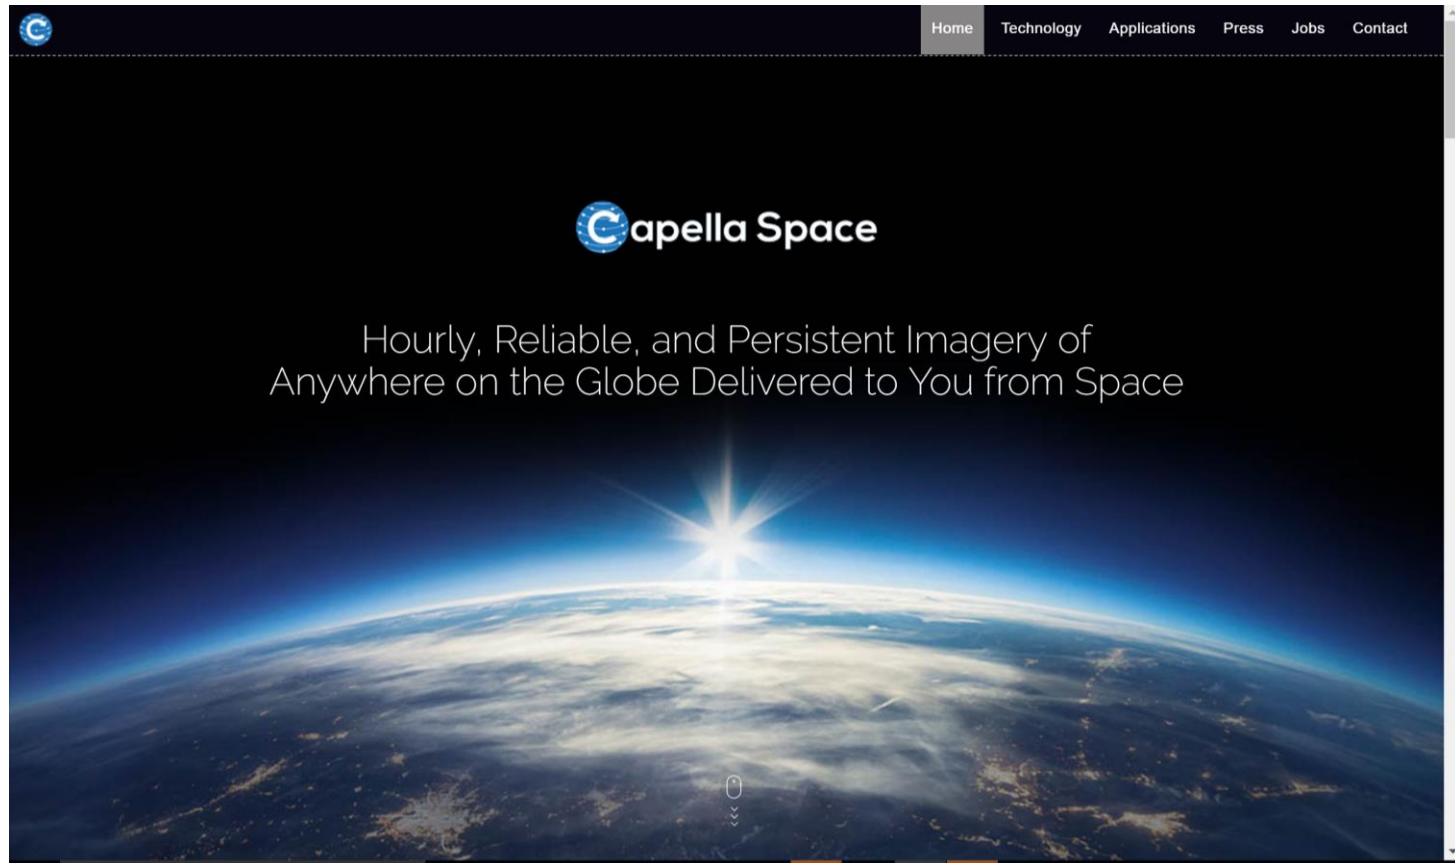 Home Technology Applications Press Jobs Contact
Capella Space
Hourly, Reliable, and Persistent Imagery of
Anywhere on the Globe Delivered to You from Space